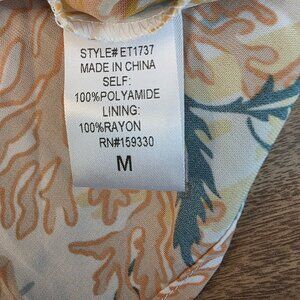 STYLE# ET1737
MADE IN CHINA
SELF:
100%POLYAMIDE
LINING:
100%RAYON
RN#159330
M